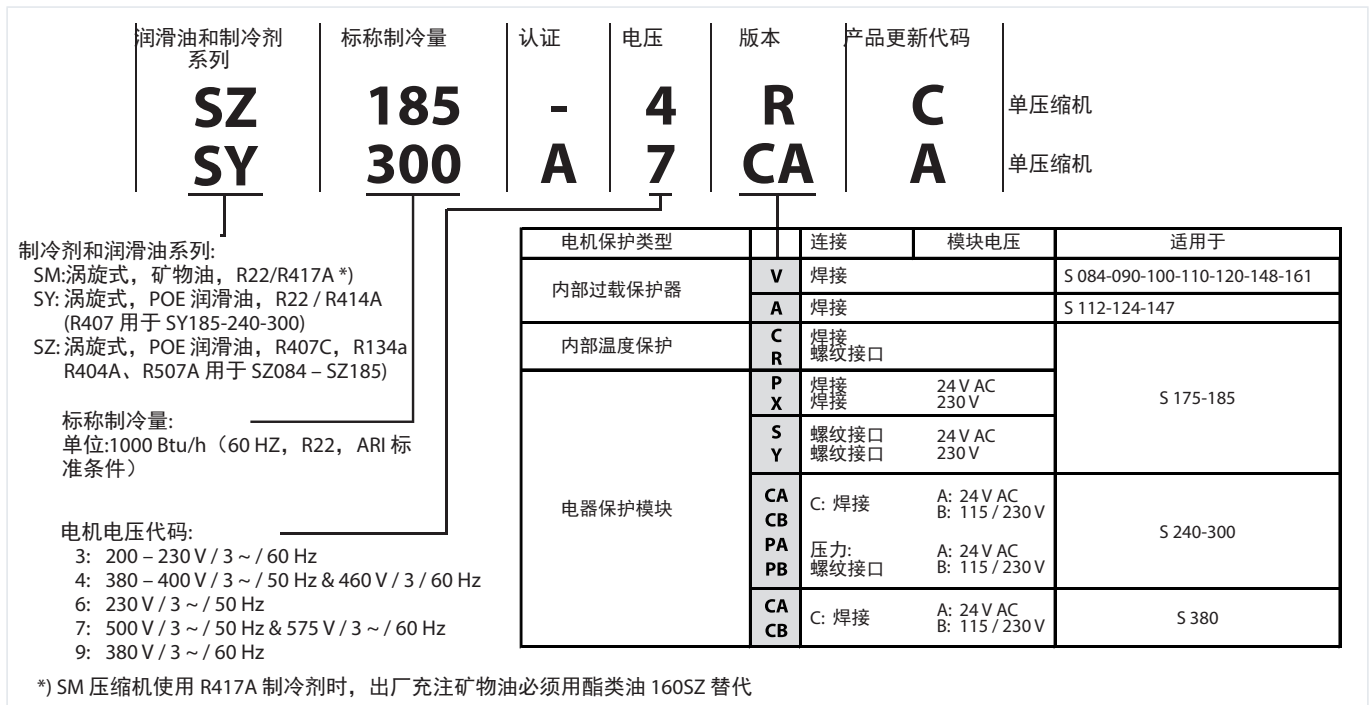 润滑油和制冷剂
系列
标称制冷量
认证
电压
版本
产品更新代码
SZ 185 - 4 R C 单压缩机
SY 300 A 7 CA A 单压缩机
制冷剂和润滑油系列:
SM:涡旋式，矿物油，R22/R417A *)
SY: 涡旋式，POE 润滑油，R22 / R414A
(R407 用于 SY185-240-300)
SZ: 涡旋式，POE 润滑油，R407C，R134a
R404A、R507A 用于 SZ084 – SZ185)
标称制冷量:
单位:1000 Btu/h（60 HZ，R22，ARI 标
准条件）
电机电压代码:
3: 200 – 230 V / 3 ~ / 60 Hz
4: 380 – 400 V / 3 ~ / 50 Hz & 460 V / 3 / 60 Hz
6: 230 V / 3 ~ / 50 Hz
7: 500 V / 3 ~ / 50 Hz & 575 V / 3 ~ / 60 Hz
9: 380 V / 3 ~ / 60 Hz
电机保护类型 连接 模块电压 适用于
内部过载保护器
V 焊接 S 084-090-100-110-120-148-161
A 焊接 S 112-124-147
内部温度保护
C 焊接
R 螺纹接口
电器保护模块
P 焊接 24 V AC
X 焊接 230 V
S 175-185
S 螺纹接口 24 V AC
Y 螺纹接口 230 V
CA C: 焊接 A: 24 V AC
CB B: 115 / 230 V
S 240-300
PA 压力: A: 24 V AC
PB 螺纹接口 B: 115 / 230 V
CA C: 焊接 A: 24 V AC S 380
CB B: 115 / 230 V
*) SM 压缩机使用 R417A 制冷剂时，出厂充注矿物油必须用酯类油 160SZ 替代